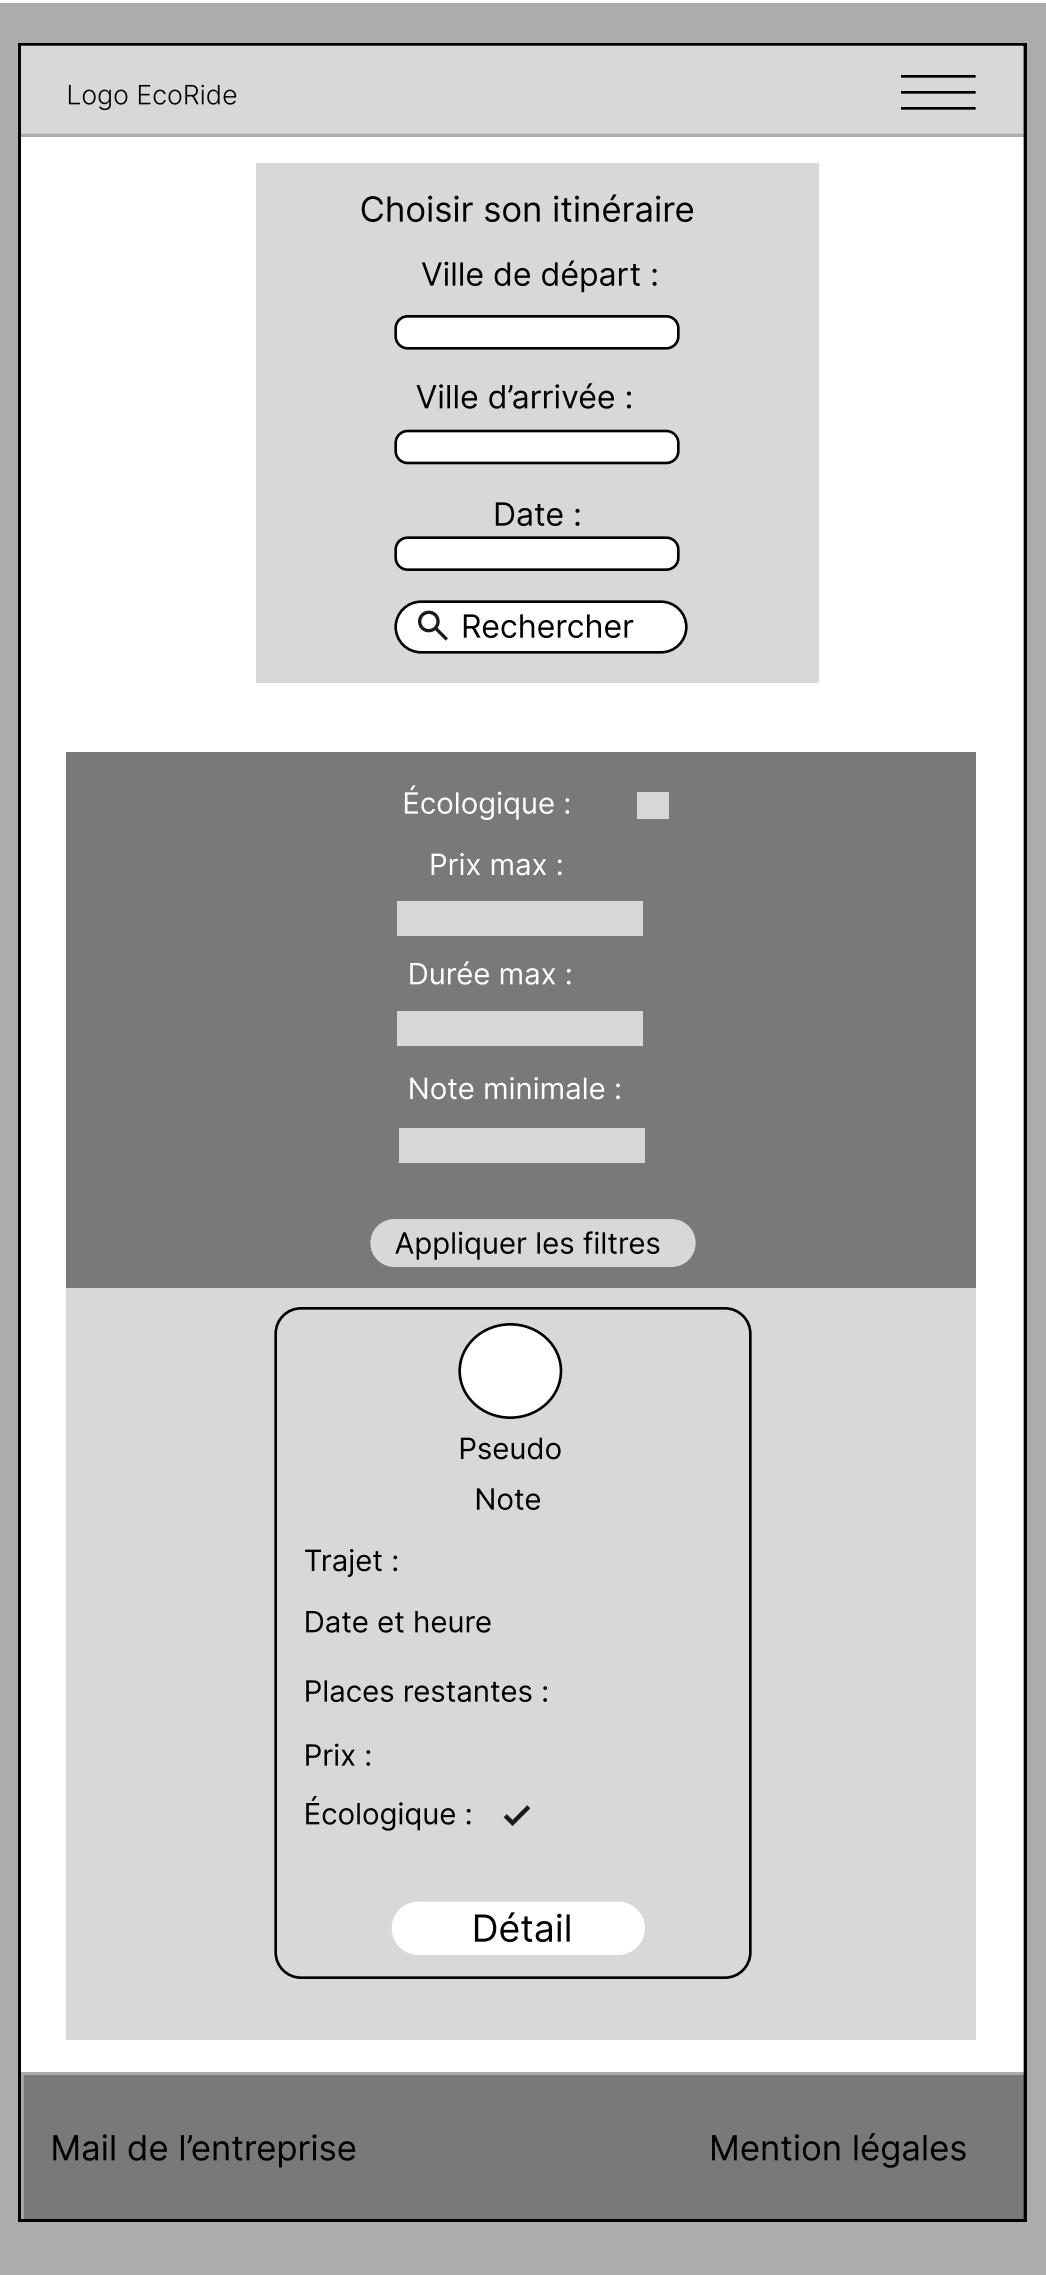 Logo EcoRide
Choisir son itinéraire
Ville de départ :
Ville d’arrivée :
Date :
Rechercher
Écologique :
Prix max :
Durée max :
Note minimale :
Appliquer les filtres
Pseudo
Note
Trajet :
Date et heure
Places restantes :
Prix :
Écologique :
Détail
Mail de l’entreprise
Mention légales